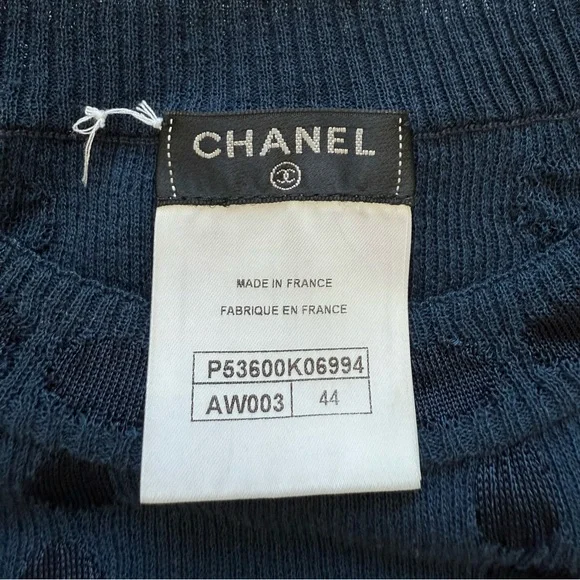 CHANEL
MADE IN FRANCE
FABRIQUE EN FRANCE
P53600K06994
AW003 44